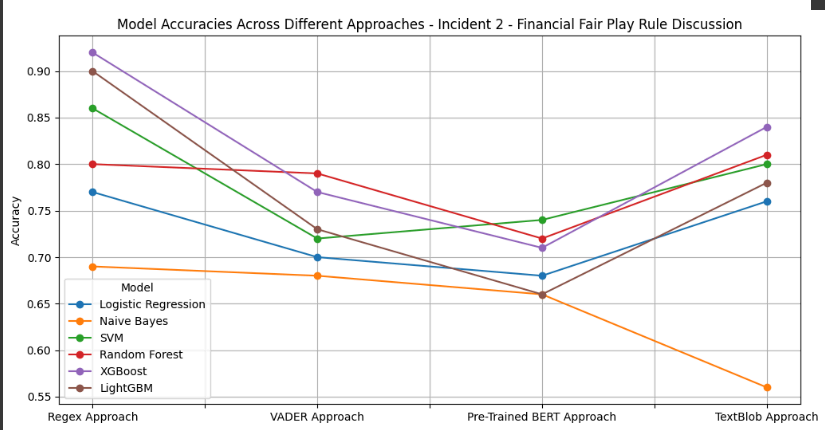 Model Accuracies Across Different Approaches - Incident 2 - Financial Fair Play Rule Discussion
0.90
0.85
0.80
0.75
0.70
0.65
0.60
0.55
Accuracy
Model
Logistic Regression
Naive Bayes
SVM
Random Forest
XGBoost
LightGBM
Regex Approach
VADER Approach
Pre-Trained BERT Approach
TextBlob Approach